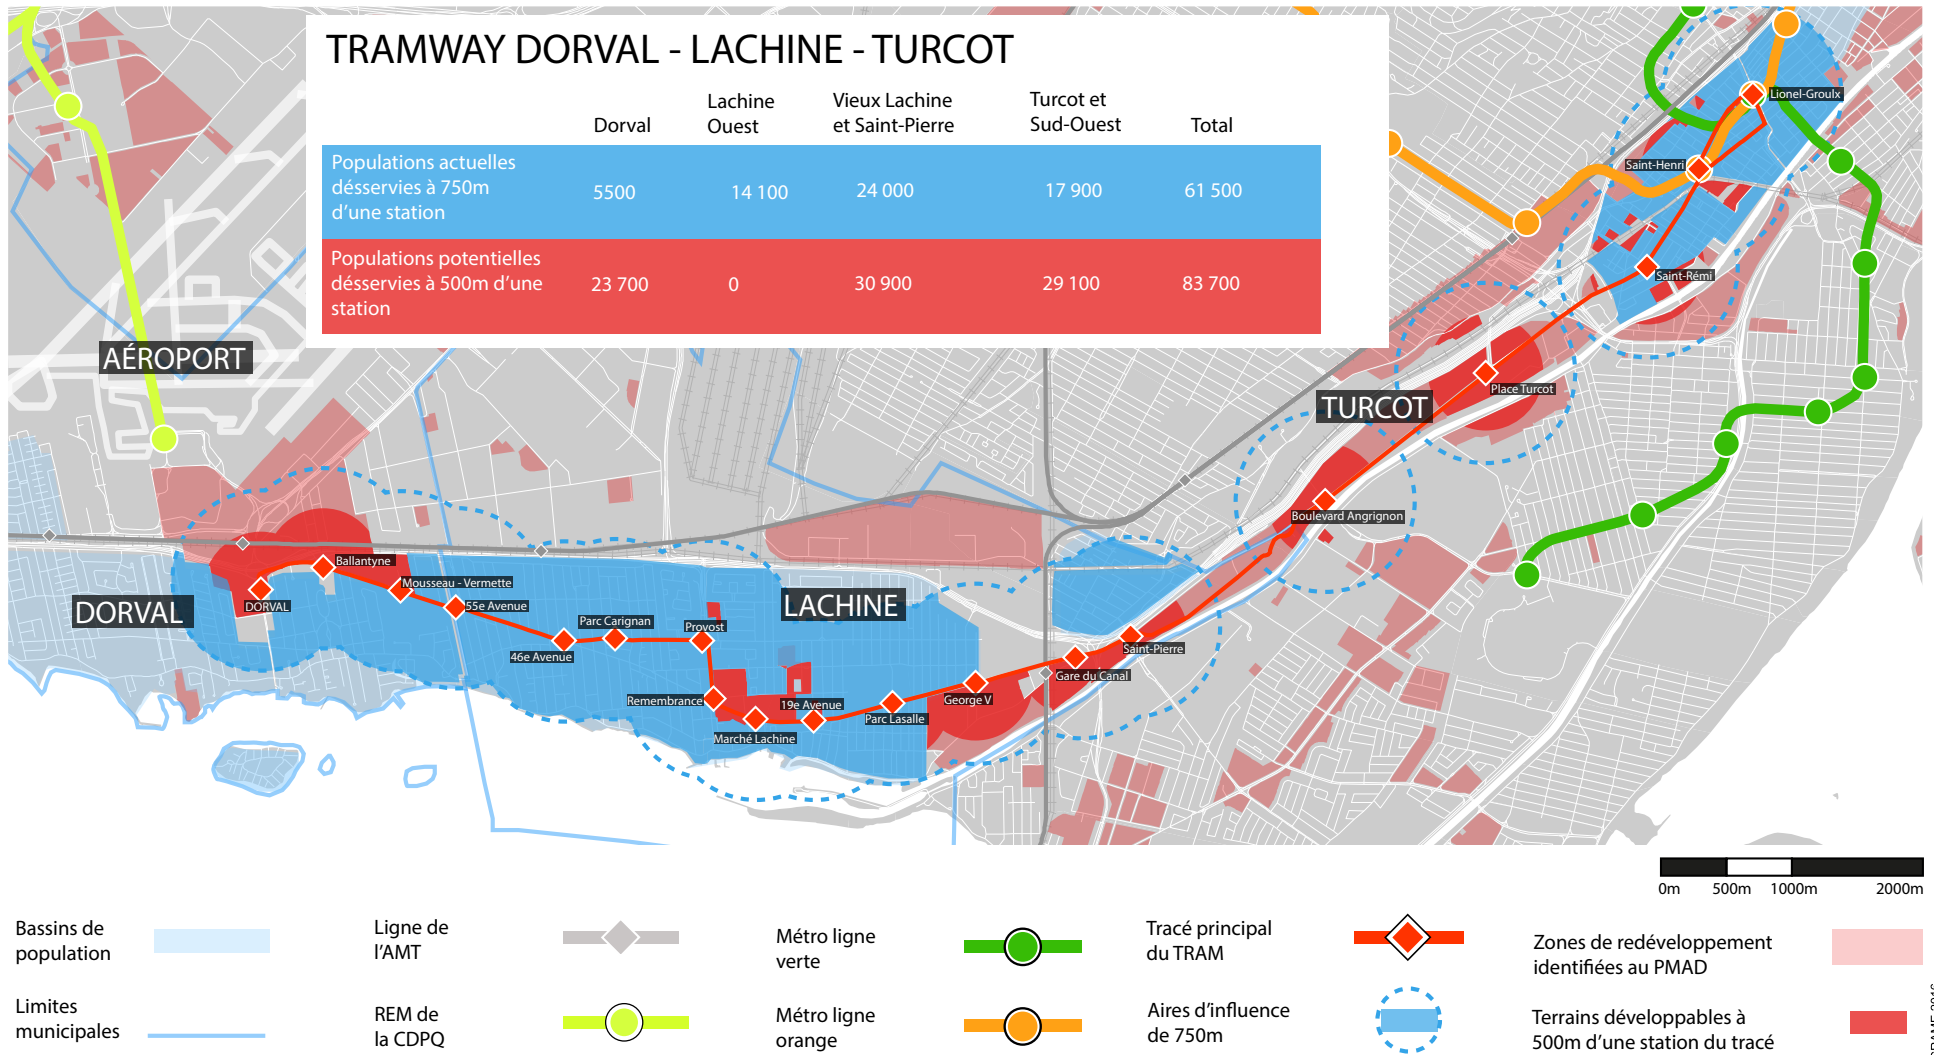 TRAMWAY DORVAL - LACHINE - TURCOT
Dorval
Lachine
Ouest
Vieux Lachine
et Saint-Pierre
Turcot et
Sud-Ouest
Total
Populations actuelles
désservies à 750m
d'une station
5500
14 100
24 000
17 900
61 500
Populations potentielles
désservies à 500m d'une
station
23 700
0
30 900
29 100
83 700
Lionel-Groulx
Saint-Henri
Saint-Rémi
AÉROPORT
TURCOT
Place Turcot
Boulevard Angrignon
DORVAL
LACHINE
DORVAL
Ballantyne
Mousseau - Vermette
55e Avenue
46e Avenue
Parc Carignan
Provost
Remembrance
Marché Lachine
19e Avenue
Parc Lasalle
George V
Gare du Canal
Saint-Pierre
0m
500m
1000m
2000m
Bassins de
population
Limites
municipales
Ligne de
l'AMT
REM de
la CDPQ
Métro ligne
verte
Métro ligne
orange
Tracé principal
du TRAM
Aires d'influence
de 750m
Zones de redéveloppement
identifiées au PMAD
Terrains développables à
500m d'une station du tracé